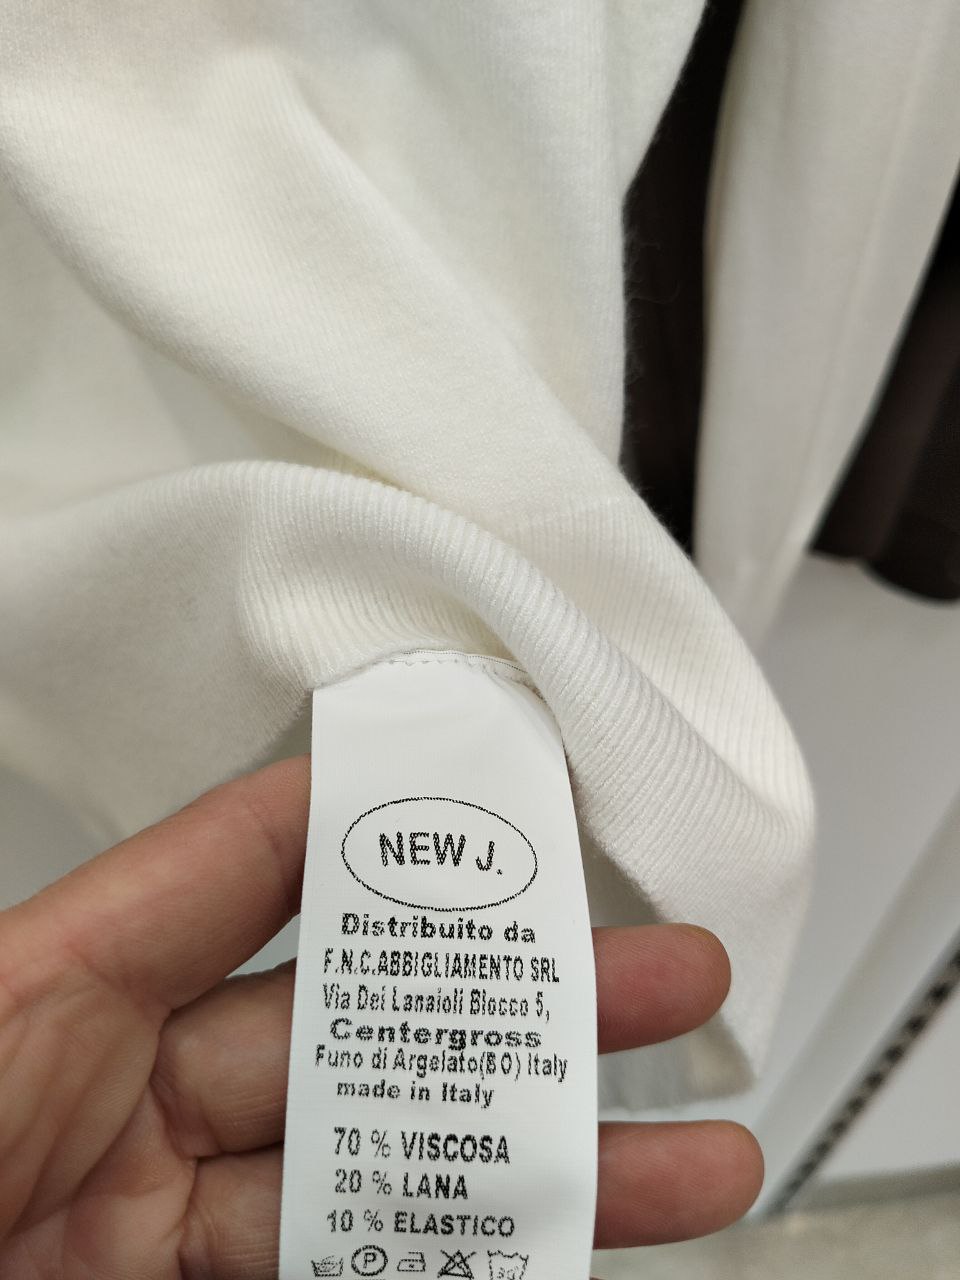 NEW J.
Distribuito da
F.N.C.ABBIGLIAMENTO SRL
Via Dei Lanaioli Blocco 5,
Centergross
Funo di Argelato(BO) Italy
made in Italy
70 % VISCOSA
20 % LANA
10 % ELASTICO
P